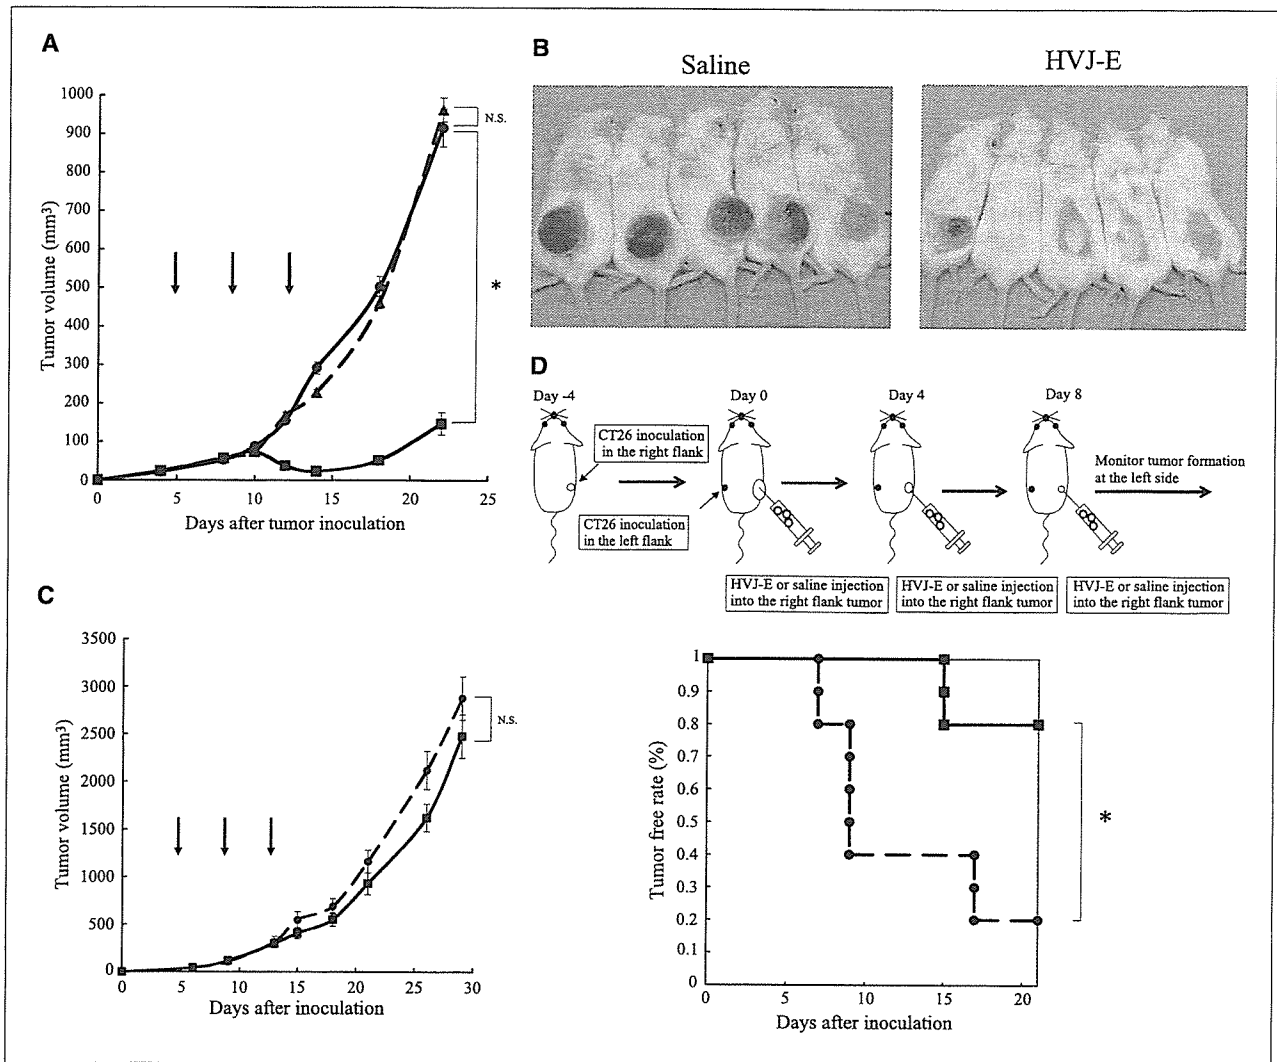 A
1000
900
800
700
600
500
400
300
200
100
0
Tumor volume (mm³)
N.S.
*
0 5 10 15 20 25
Days after tumor inoculation
B
Saline
HVJ-E
D
Day -4
Day 0
Day 4
Day 8
CT26 inoculation
in the right flank
CT26 inoculation
in the left flank
Monitor tumor formation
at the left side
HVJ-E or saline injection
into the right flank tumor
HVJ-E or saline injection
into the right flank tumor
HVJ-E or saline injection
into the right flank tumor
C
3500
3000
2500
2000
1500
1000
500
0
Tumor volume (mm³)
N.S.
0 5 10 15 20 25 30
Days after inoculation
1
0.9
0.8
0.7
0.6
0.5
0.4
0.3
0.2
0.1
0
Tumor free rate (%)
*
0 5 10 15 20
Days after inoculation